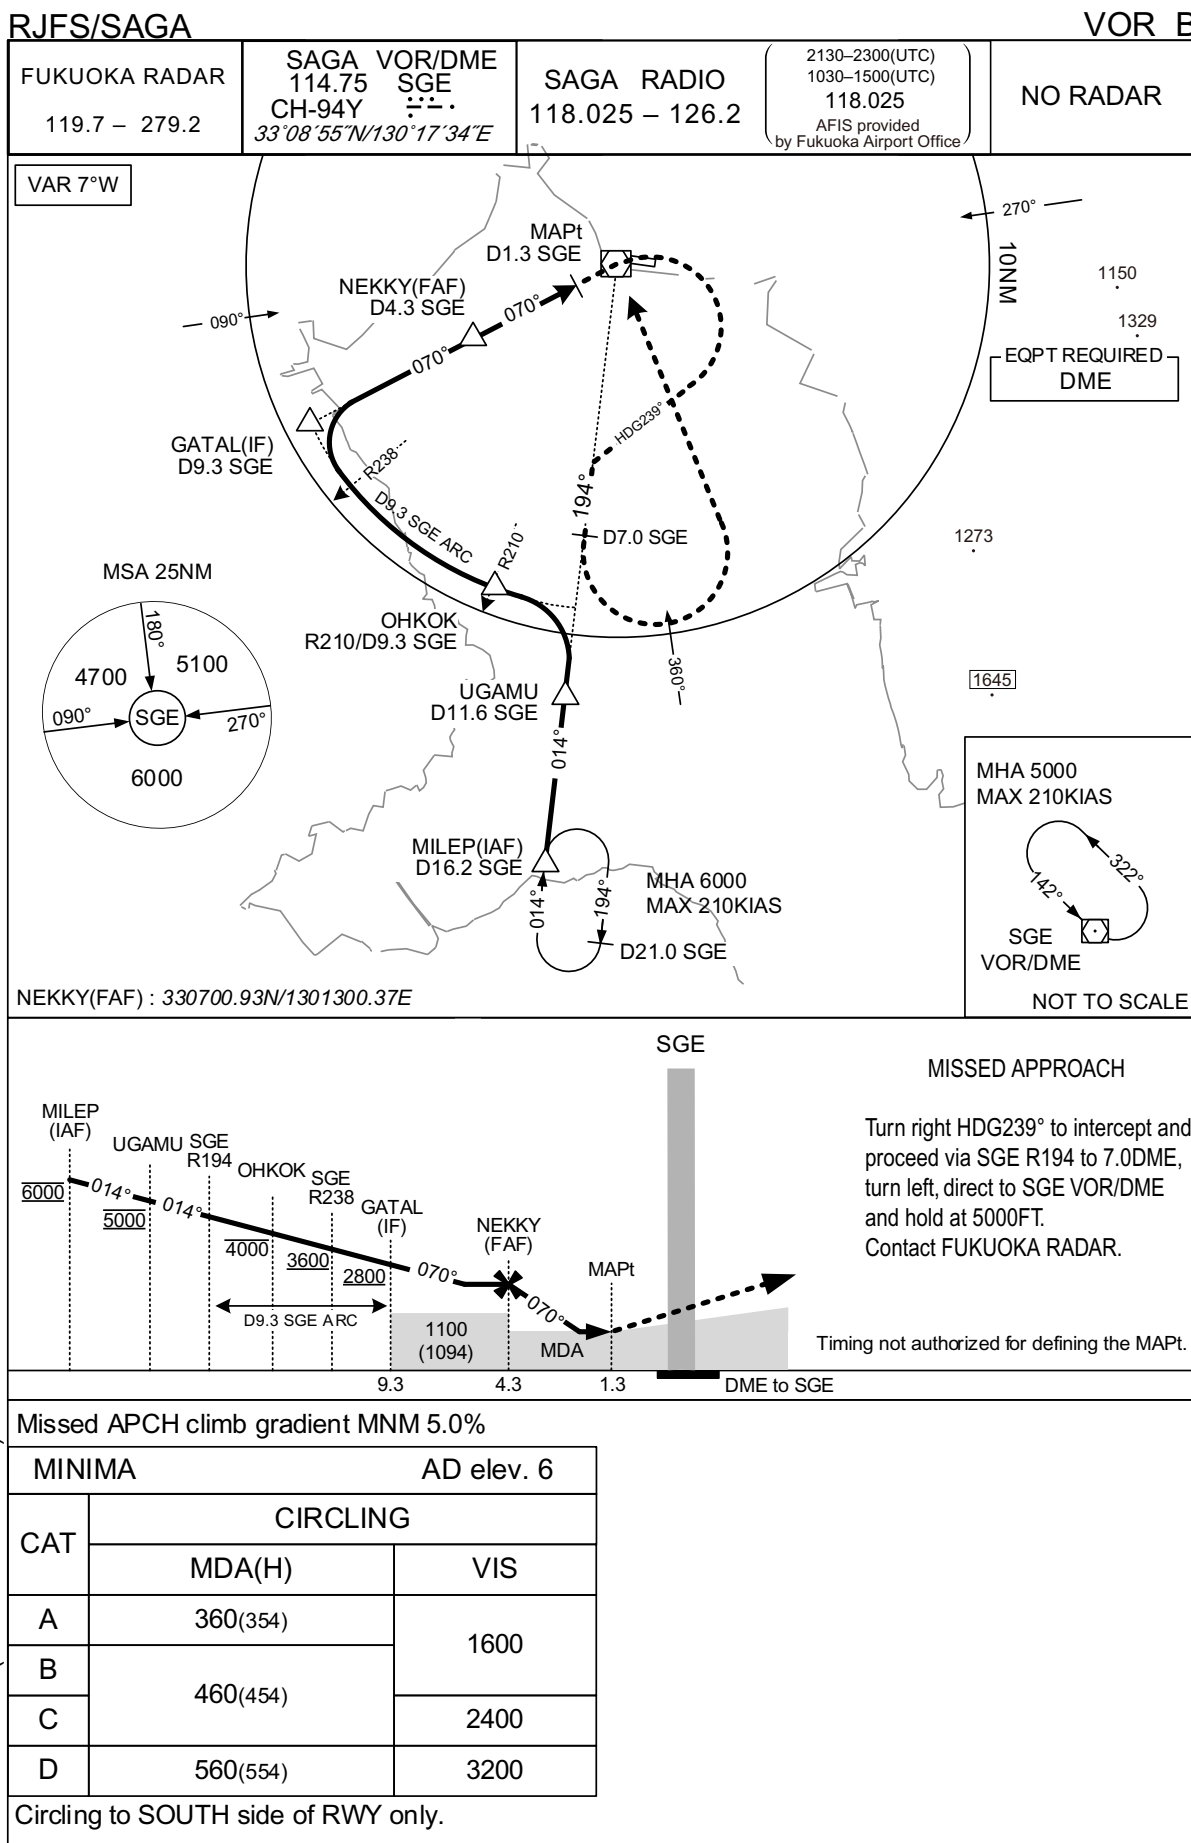 RJFS/SAGA
VOR B
FUKUOKA RADAR
119.7 – 279.2
SAGA VOR/DME
114.75 SGE
CH-94Y
33°08´55˝N/130°17´34˝E
SAGA RADIO
118.025 – 126.2
2130–2300(UTC)
1030–1500(UTC)
118.025
AFIS provided
by Fukuoka Airport Office
NO RADAR
VAR 7°W
270°
10NM
MAPt
D1.3 SGE
NEKKY(FAF)
D4.3 SGE
1150
1329
090°
070°
070°
EQPT REQUIRED
DME
HDG239°
GATAL(IF)
D9.3 SGE
R238
D9.3 SGE ARC
194°
R210
D7.0 SGE
1273
MSA 25NM
180°
4700
5100
090°
SGE
270°
6000
OHKOK
R210/D9.3 SGE
360°
1645
UGAMU
D11.6 SGE
014°
MILEP(IAF)
D16.2 SGE
014°
194°
MHA 6000
MAX 210KIAS
D21.0 SGE
MHA 5000
MAX 210KIAS
142°
322°
SGE
VOR/DME
NOT TO SCALE
NEKKY(FAF) : 330700.93N/1301300.37E
SGE
MISSED APPROACH
Turn right HDG239° to intercept and
proceed via SGE R194 to 7.0DME,
turn left, direct to SGE VOR/DME
and hold at 5000FT.
Contact FUKUOKA RADAR.
MILEP
(IAF)
UGAMU
SGE
R194
OHKOK
SGE
R238
GATAL
(IF)
NEKKY
(FAF)
MAPt
6000
014°
5000
014°
4000
3600
2800
070°
070°
D9.3 SGE ARC
1100
(1094)
MDA
Timing not authorized for defining the MAPt.
9.3
4.3
1.3
DME to SGE
Missed APCH climb gradient MNM 5.0%
MINIMA
AD elev. 6
CAT
CIRCLING
MDA(H)
VIS
A
360(354)
1600
B
460(454)
C
2400
D
560(554)
3200
Circling to SOUTH side of RWY only.